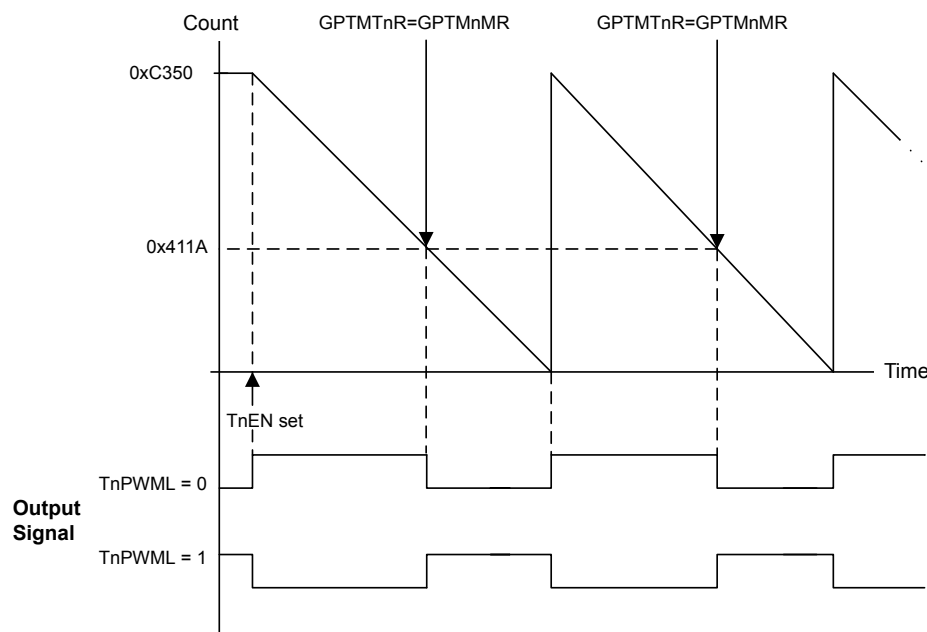 Count
GPTMTnR=GPTMnMR
GPTMTnR=GPTMnMR
0xC350
0x411A
Time
TnEN set
TnPWML = 0
Output
Signal
TnPWML = 1